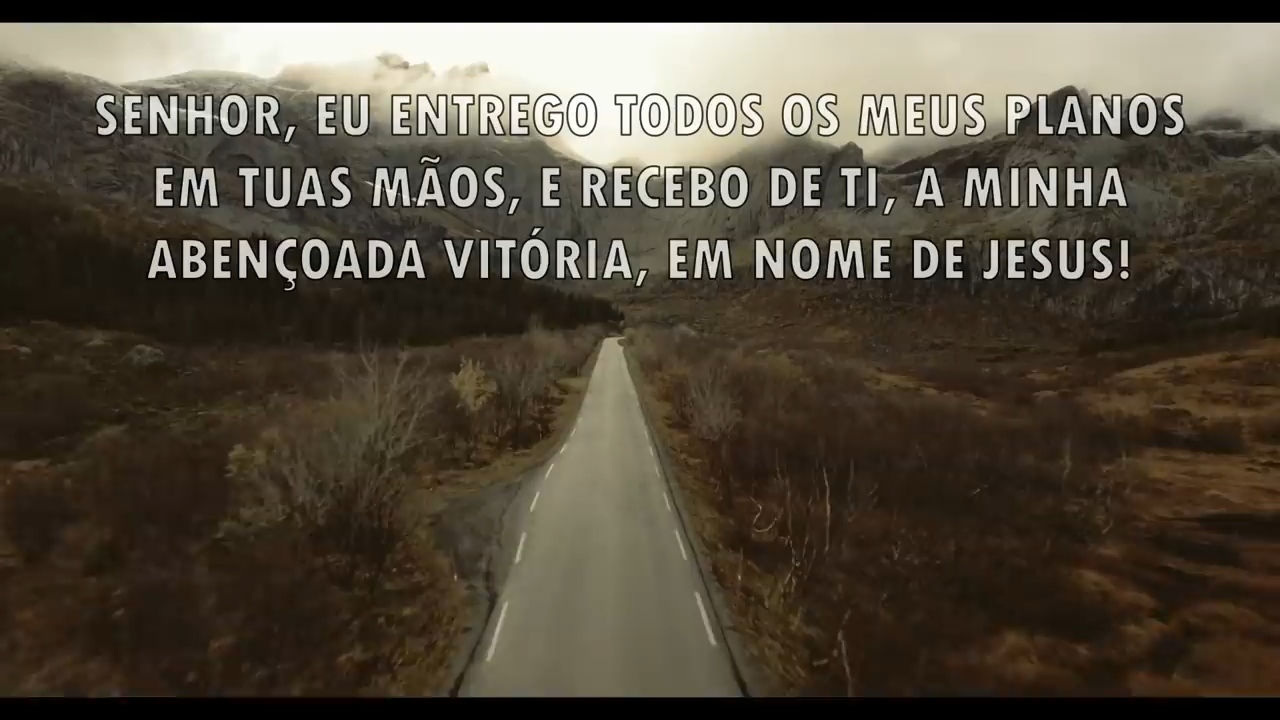 SENHOR, EU ENTREGO TODOS OS MEUS PLANOS
EM TUAS MÃOS, E RECEBO DE TI, A MINHA
ABENÇOADA VITÓRIA, EM NOME DE JESUS!